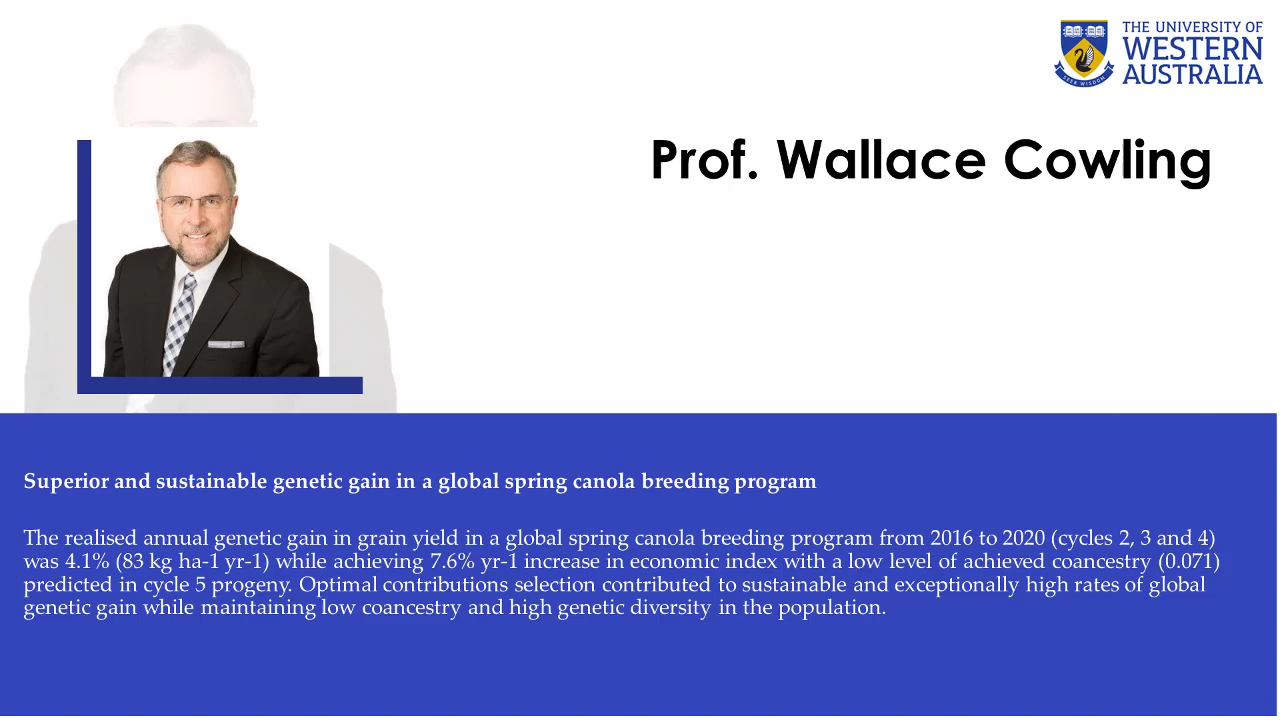 THE UNIVERSITY OF
WESTERN
AUSTRALIA
SEEK WISDOM
Prof. Wallace Cowling
Superior and sustainable genetic gain in a global spring canola breeding program
The realised annual genetic gain in grain yield in a global spring canola breeding program from 2016 to 2020 (cycles 2, 3 and 4)
was 4.1% (83 kg ha-1 yr-1) while achieving 7.6% yr-1 increase in economic index with a low level of achieved coancestry (0.071)
predicted in cycle 5 progeny. Optimal contributions selection contributed to sustainable and exceptionally high rates of global
genetic gain while maintaining low coancestry and high genetic diversity in the population.